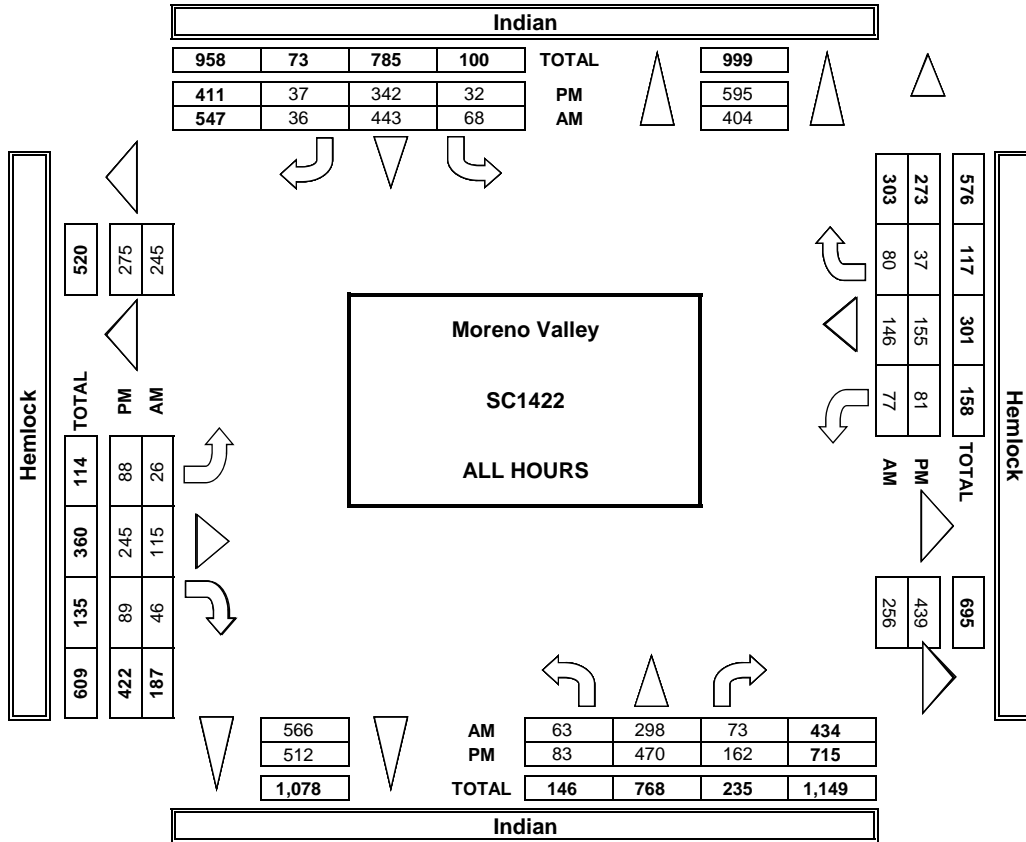 Indian
958 73 785 100 TOTAL 999
411 37 342 32 PM 595
547 36 443 68 AM 404
Hemlock
520 275 245
TOTAL PM AM
114 88 26
360 245 115
135 89 46
609 422 187
Moreno Valley
SC1422
ALL HOURS
303 273 576
80 37 117
146 155 301
77 81 158
AM PM TOTAL
256 439 695
Hemlock
566 AM 63 298 73 434
512 PM 83 470 162 715
1,078 TOTAL 146 768 235 1,149
Indian